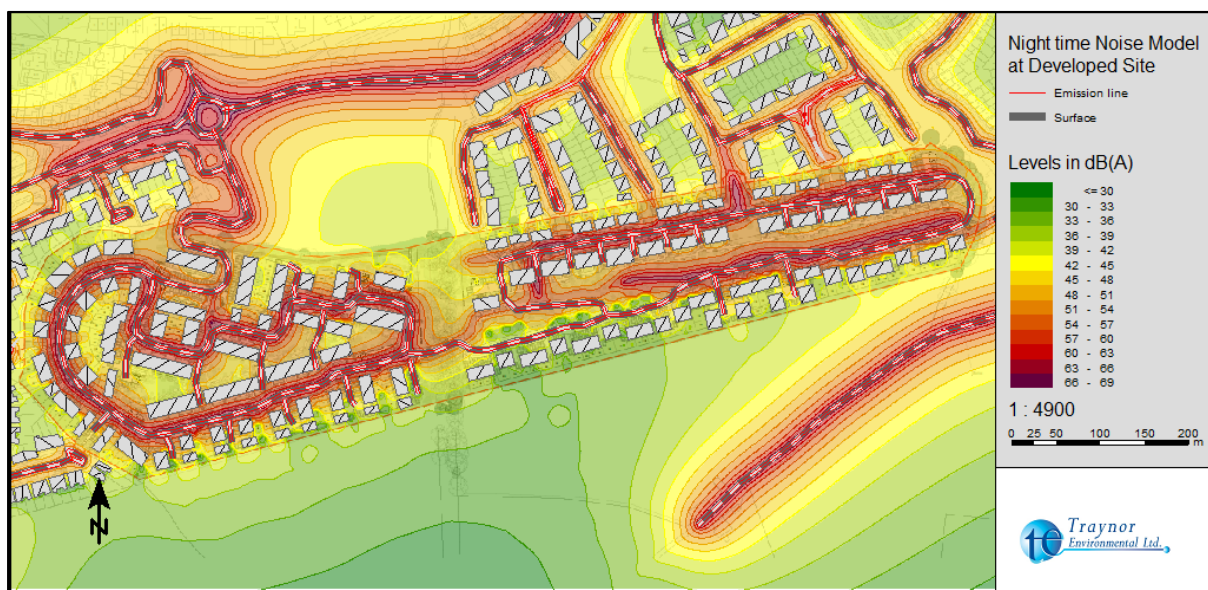 Night time Noise Model
at Developed Site
Emission line
Surface
Levels in dB(A)
<= 30
30 - 33
33 - 36
36 - 39
39 - 42
42 - 45
45 - 48
48 - 51
51 - 54
54 - 57
57 - 60
60 - 63
63 - 66
66 - 69
1 : 4900
0 25 50 100 150 200
m
N
te Traynor
Environmental Ltd.